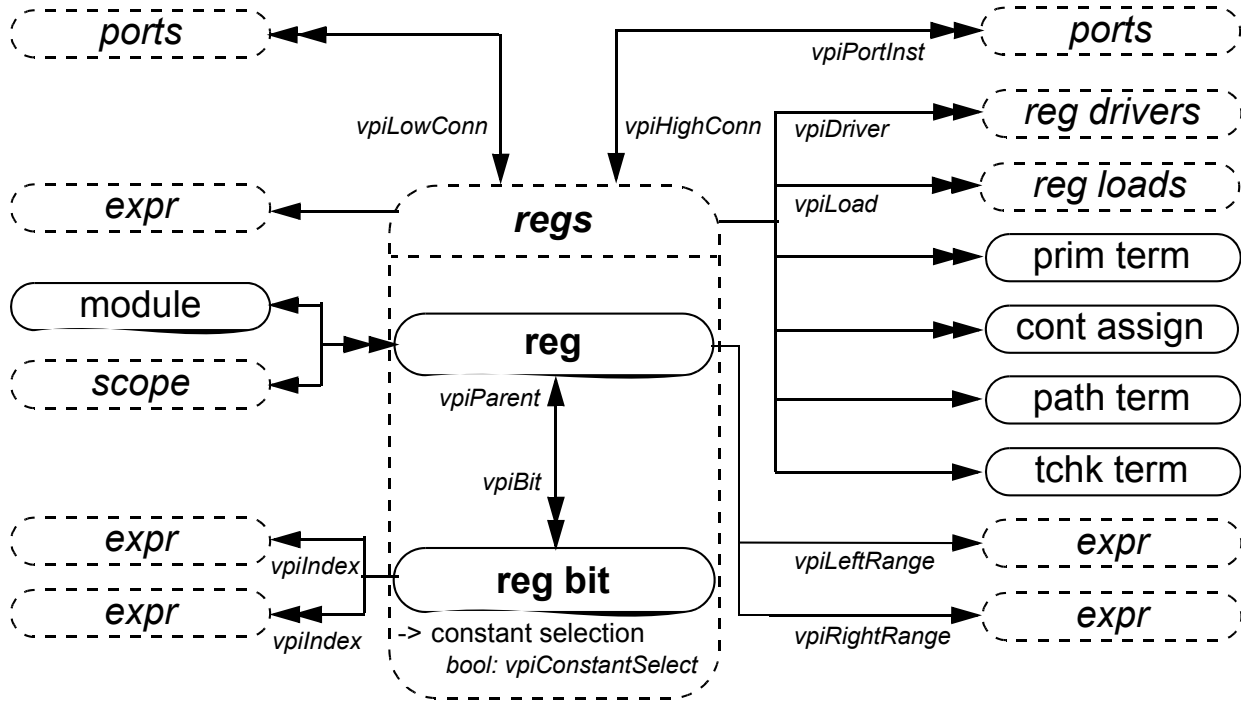 ports
ports
vpiPortInst
vpiLowConn
vpiHighConn
vpiDriver
reg drivers
expr
regs
vpiLoad
reg loads
prim term
module
reg
cont assign
scope
vpiParent
path term
vpiBit
tchk term
expr
vpiIndex
reg bit
vpiLeftRange
expr
expr
vpiIndex
-> constant selection
bool: vpiConstantSelect
vpiRightRange
expr